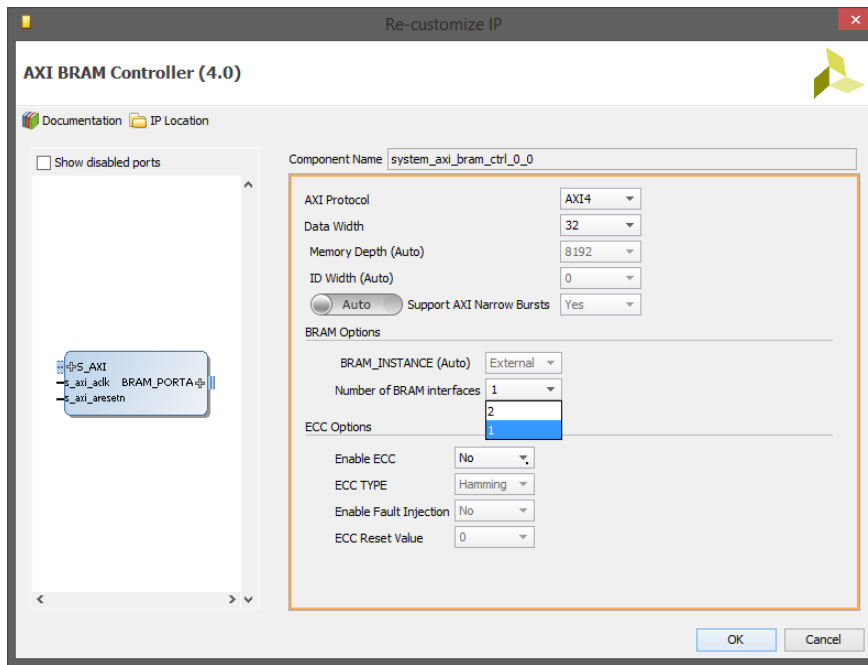 Re-customize IP
AXI BRAM Controller (4.0)
Documentation IP Location
Show disabled ports
S_AXI
s_axi_aclk BRAM_PORTA
s_axi_aresetn
Component Name system_axi_bram_ctrl_0_0
AXI Protocol AXI4
Data Width 32
Memory Depth (Auto) 8192
ID Width (Auto) 0
Auto Support AXI Narrow Bursts Yes
BRAM Options
BRAM_INSTANCE (Auto) External
Number of BRAM interfaces 1
2
1
ECC Options
Enable ECC No
ECC TYPE Hamming
Enable Fault Injection No
ECC Reset Value 0
OK Cancel